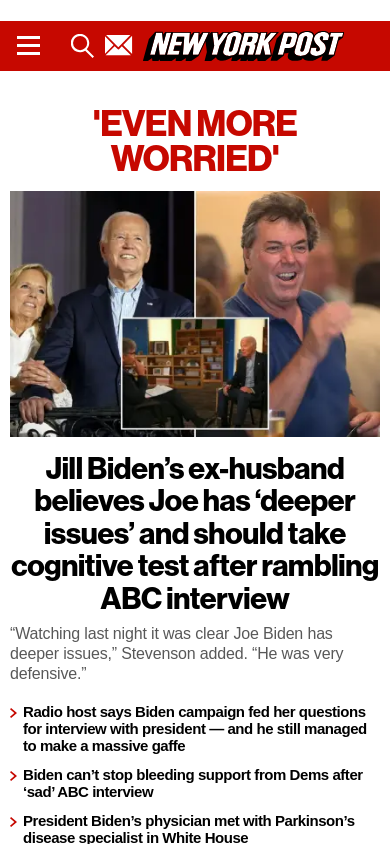 NEW YORK POST
'EVEN MORE
WORRIED'
Jill Biden’s ex-husband
believes Joe has ‘deeper
issues’ and should take
cognitive test after rambling
ABC interview
“Watching last night it was clear Joe Biden has
deeper issues,” Stevenson added. “He was very
defensive.”
Radio host says Biden campaign fed her questions
for interview with president — and he still managed
to make a massive gaffe
Biden can’t stop bleeding support from Dems after
‘sad’ ABC interview
President Biden’s physician met with Parkinson’s
disease specialist in White House